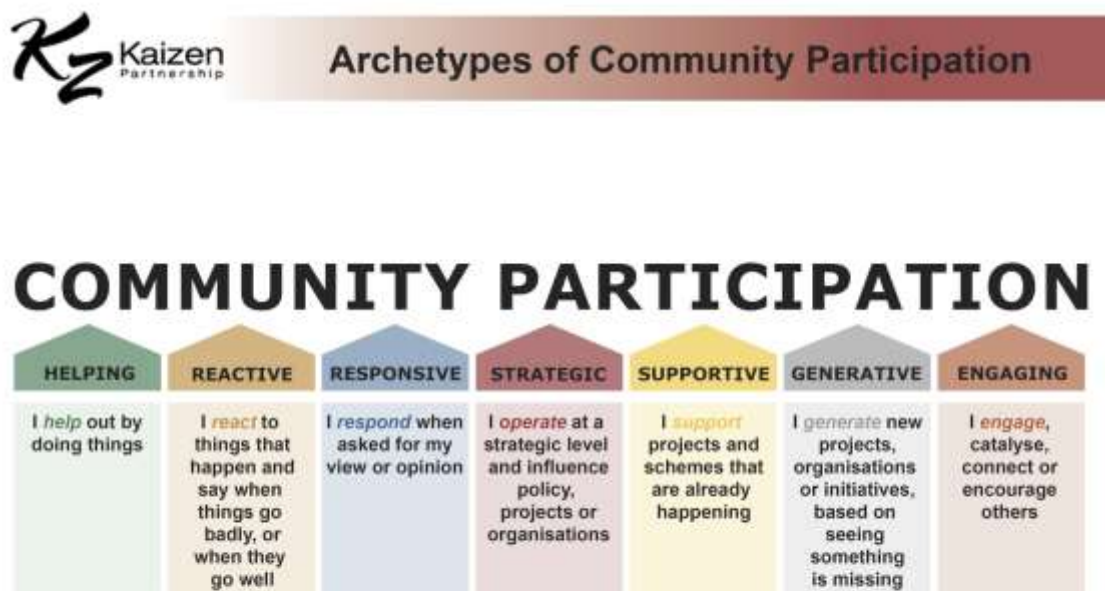 Kaizen
Partnership
Archetypes of Community Participation
COMMUNITY PARTICIPATION
HELPING
I help out by
doing things
REACTIVE
I react to
things that
happen and
say when
things go
badly, or
when they
go well
RESPONSIVE
I respond when
asked for my
view or opinion
STRATEGIC
I operate at a
strategic level
and influence
policy,
projects or
organisations
SUPPORTIVE
I support
projects and
schemes that
are already
happening
GENERATIVE
I generate new
projects,
organisations
or initiatives,
based on
seeing
something
is missing
ENGAGING
I engage,
catalyse,
connect or
encourage
others